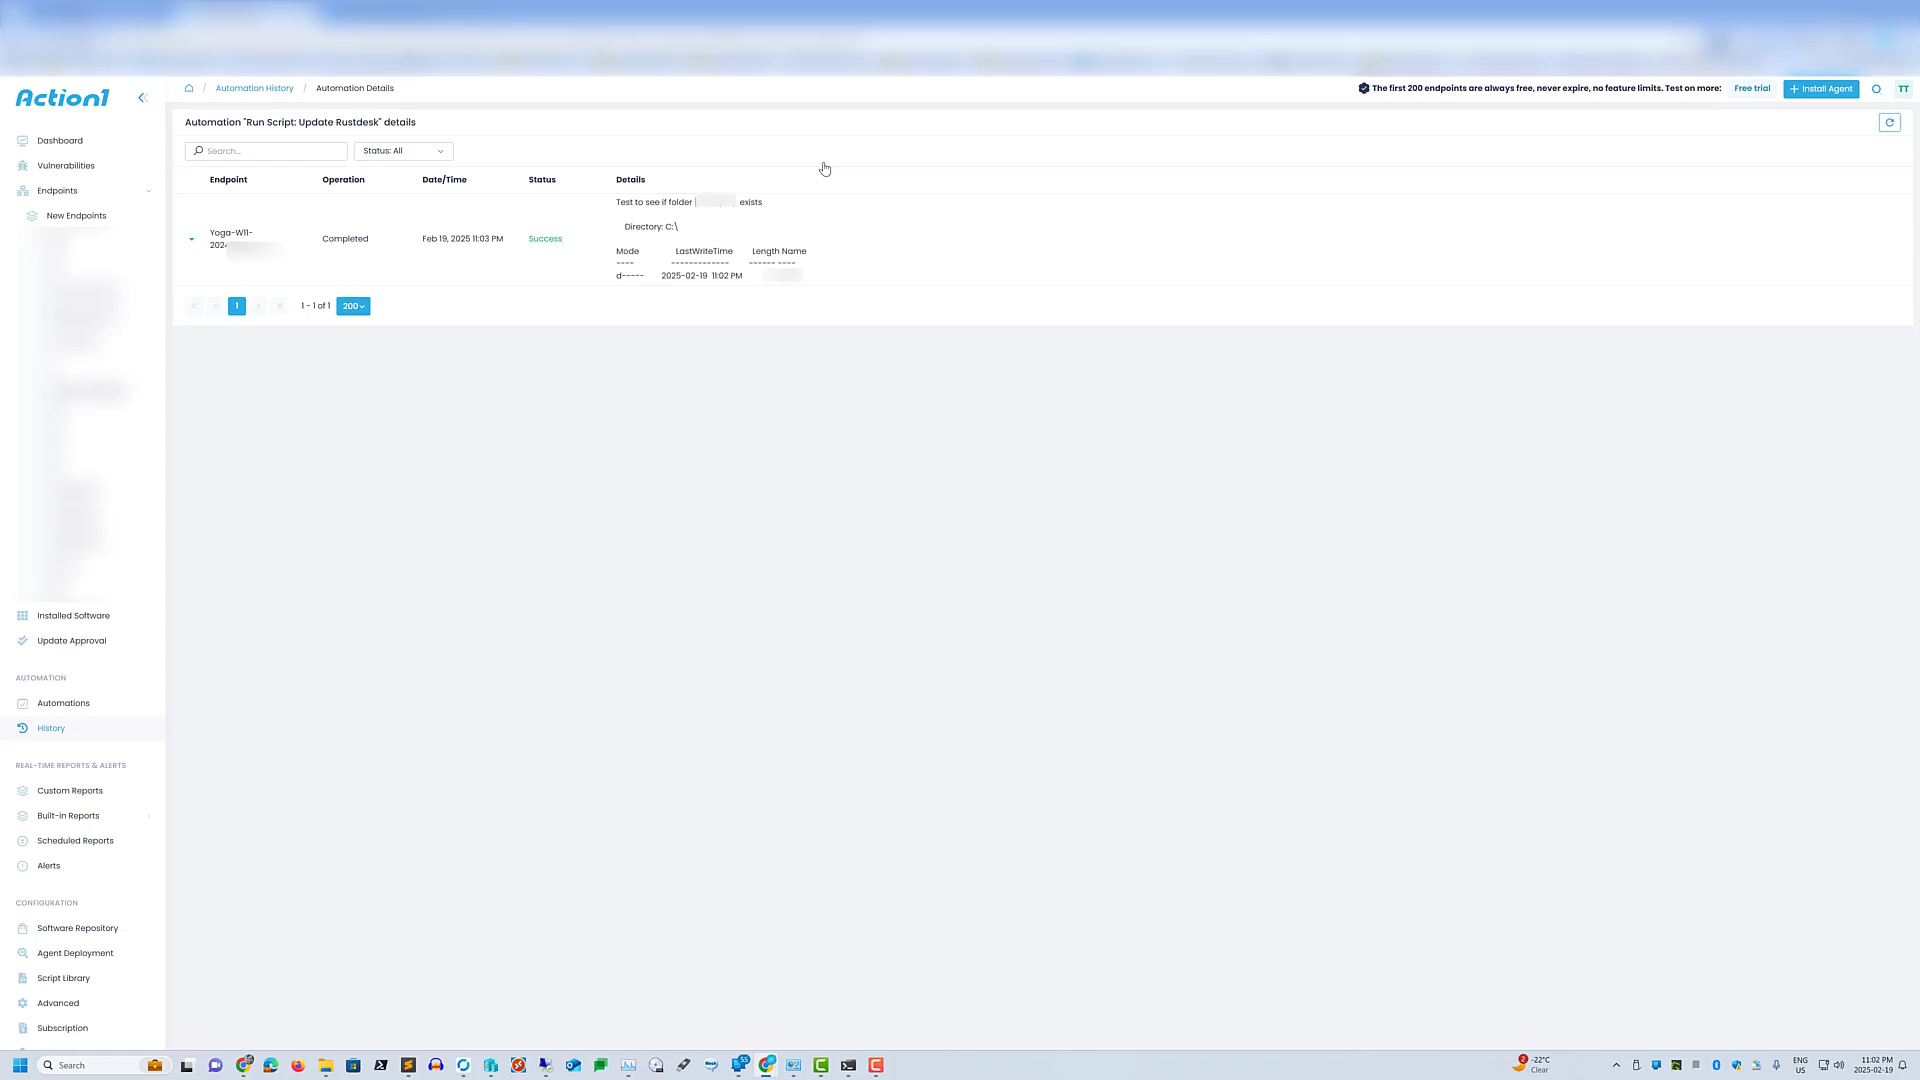 Action1
Automation History / Automation Details
The first 200 endpoints are always free, never expire, no feature limits. Test on more: Free trial
Install Agent
TT
Dashboard
Vulnerabilities
Endpoints
New Endpoints
Installed Software
Update Approval
AUTOMATION
Automations
History
REAL-TIME REPORTS & ALERTS
Custom Reports
Built-in Reports
Scheduled Reports
Alerts
CONFIGURATION
Software Repository
Agent Deployment
Script Library
Advanced
Subscription
Automation "Run Script: Update Rustdesk" details
Search...
Status: All
Endpoint Operation Date/Time Status Details
Yoga-W11-
Completed Feb 19, 2025 11:03 PM Success
Test to see if folder exists
Directory: C:\
Mode LastWriteTime Length Name
---- ------------- ------ ----
d----- 2025-02-19 11:02 PM
1 1 - 1 of 1 200
Search
55
2
-22°C
Clear
ENG
US
11:02 PM
2025-02-19